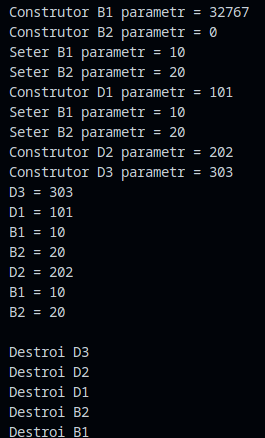 Construtor B1 parametr = 32767
Construtor B2 parametr = 0
Seter B1 parametr = 10
Seter B2 parametr = 20
Construtor D1 parametr = 101
Seter B1 parametr = 10
Seter B2 parametr = 20
Construtor D2 parametr = 202
Construtor D3 parametr = 303
D3 = 303
D1 = 101
B1 = 10
B2 = 20
D2 = 202
B1 = 10
B2 = 20
Destroi D3
Destroi D2
Destroi D1
Destroi B2
Destroi B1